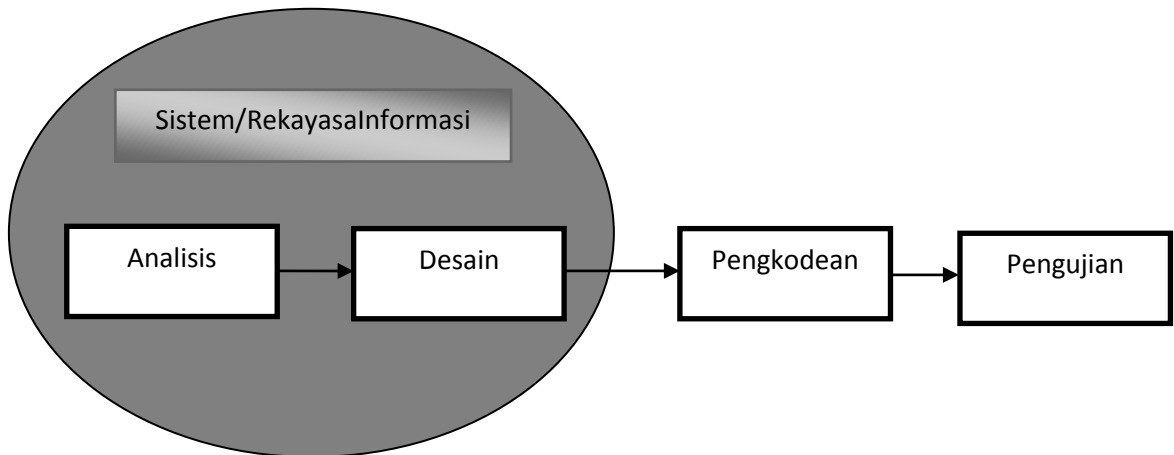 Sistem/RekayasaInformasi
Analisis
Desain
Pengkodean
Pengujian